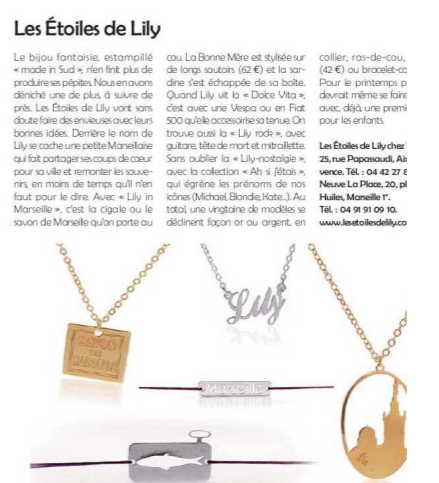 Les Étoiles de Lily
Le bijou fantaisie, estampillé
« made in Sud », n'en finit plus de
produire ses pépites. Nous en avons
déniché une de plus, à suivre de
près. Les Étoiles de Lily vont sans
doute faire des envieuses avec leurs
bonnes idées. Derrière le nom de
Lily se cache une petite Marseillaise
qui fait partager ses coups de cœur
pour sa ville et remonter les souve-
nirs, en moins de temps qu'il n'en
faut pour le dire. Avec « Lily in
Marseille », c'est la cigale ou le
savon de Marseille qu'on porte au
cou. La Bonne Mère est stylisée sur
de longs sautoirs (62 €) et la sar-
dine s'est échappée de sa boîte.
Quand Lily vit la « Dolce Vita »,
c'est avec une Vespa ou en Fiat
500 qu'elle accessoirise sa tenue. On
trouve aussi la « Lily rock », avec
guitare, tête de mort et mitraillette.
Sans oublier la « Lily-nostalgie »,
avec la collection « Ah si j'étais »,
qui égrène les prénoms de nos
icônes (Michael, Blondie, Kate...). Au
total, une vingtaine de modèles se
déclinent façon or ou argent, en
collier, ras-de-cou,
(42 €) ou bracelet-co
Pour le printemps p
devrait même se faire
avec, déjà, une premi
pour les enfants.
Les Étoiles de Lily chez
25, rue Papassaudi, Ai
vence. Tél. : 04 42 27 8
Neuve La Place, 20, pl
Huiles, Marseille 1ᵉ.
Tél. : 04 91 91 09 10.
www.lesetoilesdelily.co
Lily
SAVON
DE
MARSEILLE
Marseille